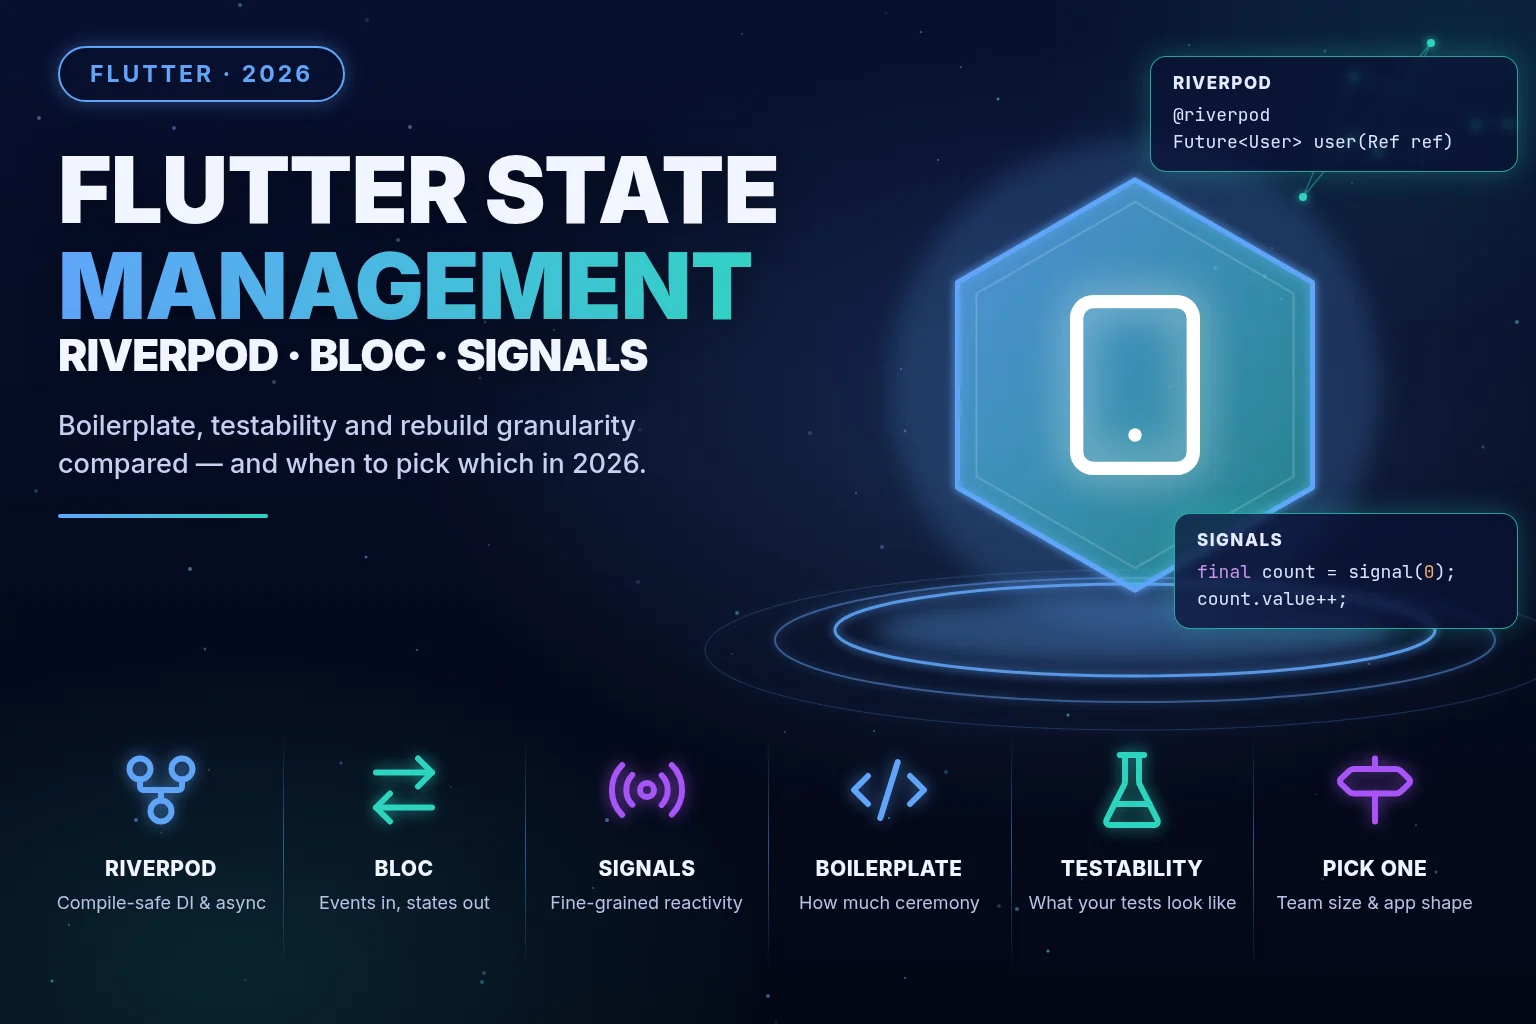 FLUTTER · 2026
FLUTTER STATE
MANAGEMENT
RIVERPOD · BLOC · SIGNALS
Boilerplate, testability and rebuild granularity
compared — and when to pick which in 2026.
RIVERPOD
@riverpod
Future<User> user(Ref ref)
SIGNALS
final count = signal(0);
count.value++;
RIVERPOD
Compile-safe DI & async
BLOC
Events in, states out
SIGNALS
Fine-grained reactivity
BOILERPLATE
How much ceremony
TESTABILITY
What your tests look like
PICK ONE
Team size & app shape